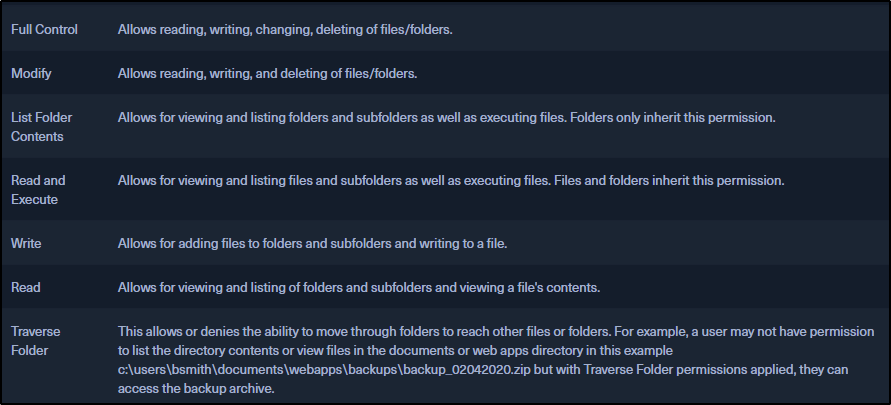 Full Control Allows reading, writing, changing, deleting of files/folders.
Modify Allows reading, writing, and deleting of files/folders.
List Folder Contents Allows for viewing and listing folders and subfolders as well as executing files. Folders only inherit this permission.
Read and Execute Allows for viewing and listing files and subfolders as well as executing files. Files and folders inherit this permission.
Write Allows for adding files to folders and subfolders and writing to a file.
Read Allows for viewing and listing of folders and subfolders and viewing a file's contents.
Traverse Folder This allows or denies the ability to move through folders to reach other files or folders. For example, a user may not have permission
to list the directory contents or view files in the documents or web apps directory in this example
c:\users\bsmith\documents\webapps\backups\backup_02042020.zip but with Traverse Folder permissions applied, they can
access the backup archive.